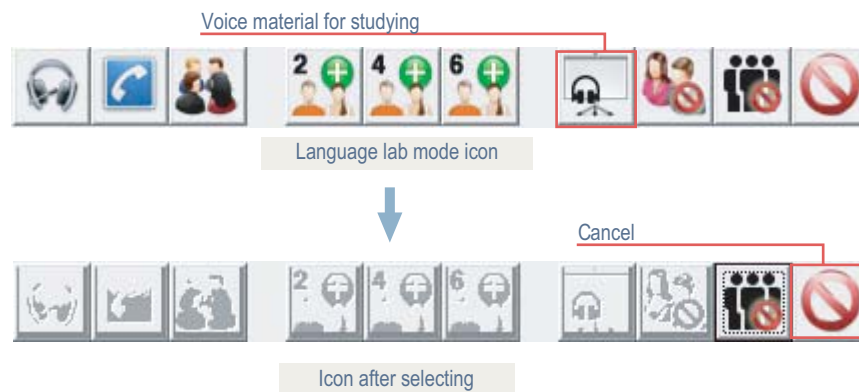 Voice material for studying
2 4 6
Language lab mode icon
Cancel
2 4 6
Icon after selecting